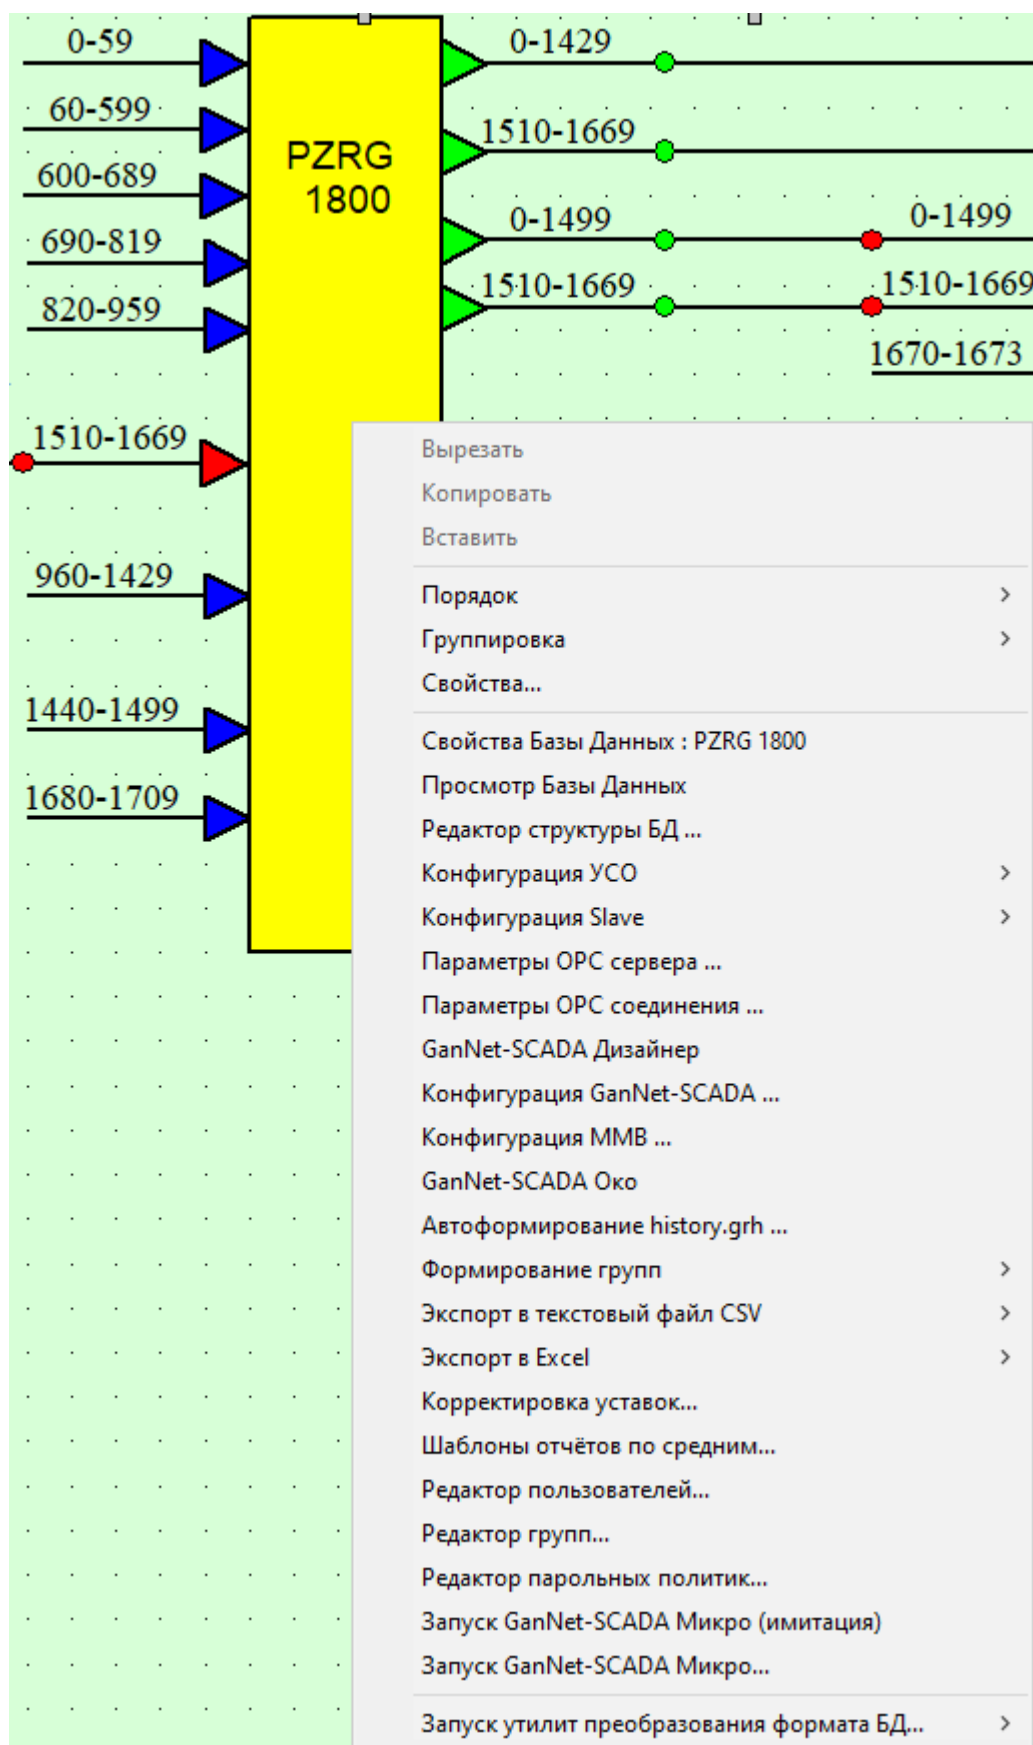 0-59
0-1429
60-599
1510-1669
PZRG
1800
600-689
0-1499
0-1499
690-819
1510-1669
1510-1669
820-959
1670-1673
1510-1669
960-1429
1440-1499
1680-1709
Вырезать
Копировать
Вставить
Порядок
Группировка
Свойства...
Свойства Базы Данных : PZRG 1800
Просмотр Базы Данных
Редактор структуры БД ...
Конфигурация УСО
Конфигурация Slave
Параметры OPC сервера ...
Параметры OPC соединения ...
GanNet-SCADA Дизайнер
Конфигурация GanNet-SCADA ...
Конфигурация MMB ...
GanNet-SCADA Око
Автоформирование history.grh ...
Формирование групп
Экспорт в текстовый файл CSV
Экспорт в Excel
Корректировка уставок...
Шаблоны отчётов по средним...
Редактор пользователей...
Редактор групп...
Редактор парольных политик...
Запуск GanNet-SCADA Микро (имитация)
Запуск GanNet-SCADA Микро...
Запуск утилит преобразования формата БД...